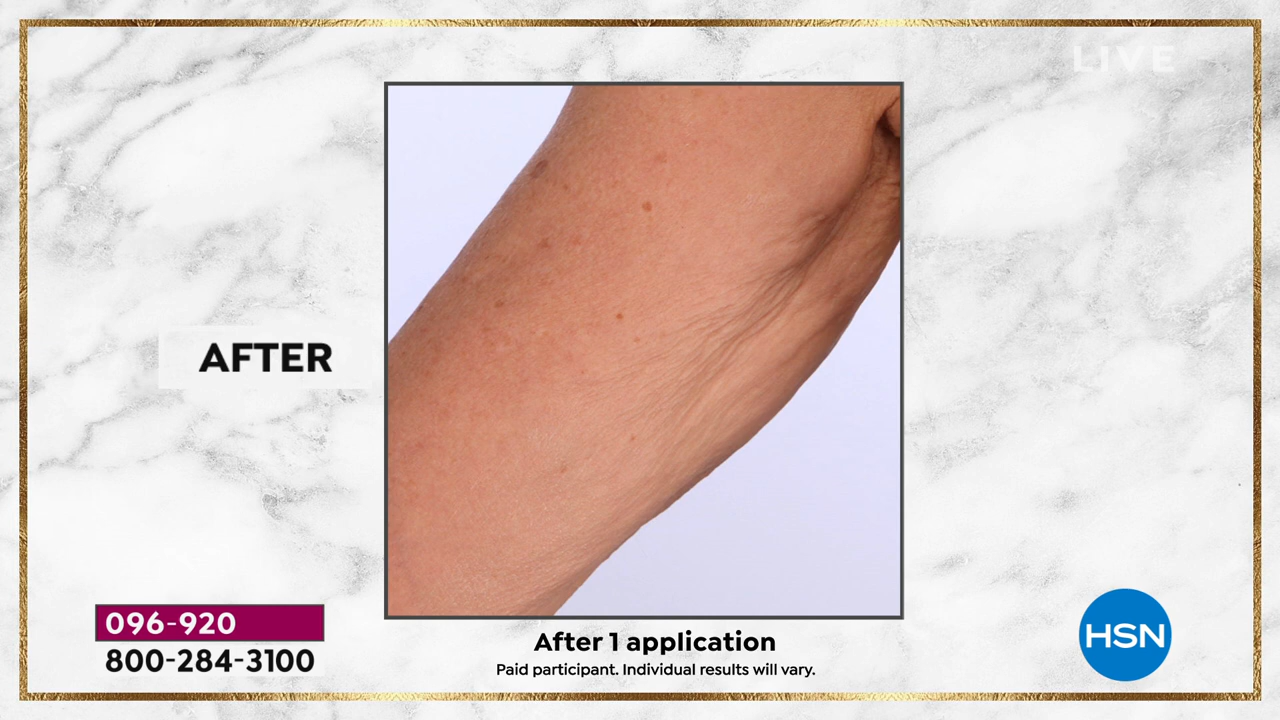 LIVE
AFTER
096-920
800-284-3100
After 1 application
Paid participant. Individual results will vary.
HSN